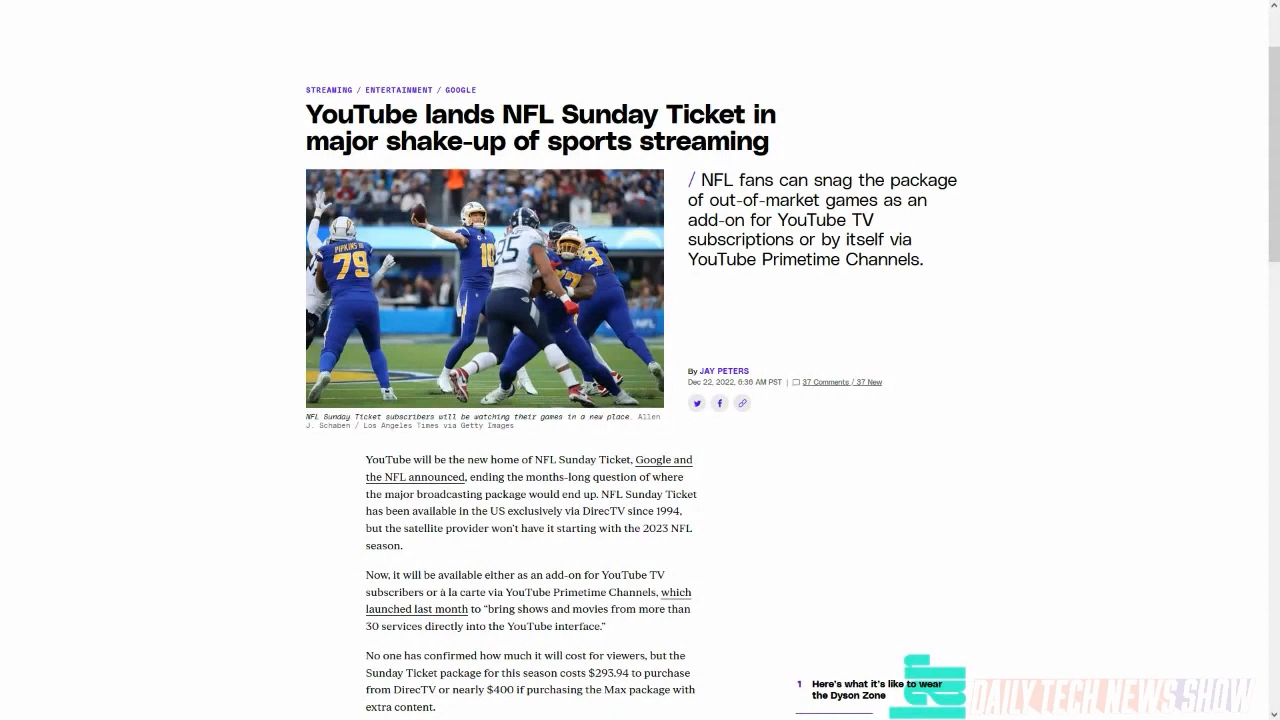 STREAMING / ENTERTAINMENT / GOOGLE
YouTube lands NFL Sunday Ticket in
major shake-up of sports streaming
/ NFL fans can snag the package
of out-of-market games as an
add-on for YouTube TV
subscriptions or by itself via
YouTube Primetime Channels.
PIPKINS III
79
10
25
By JAY PETERS
Dec 22, 2022, 6:36 AM PST | 37 Comments / 37 New
NFL Sunday Ticket subscribers will be watching their games in a new place. Allen
J. Schaben / Los Angeles Times via Getty Images
YouTube will be the new home of NFL Sunday Ticket, Google and
the NFL announced, ending the months-long question of where
the major broadcasting package would end up. NFL Sunday Ticket
has been available in the US exclusively via DirecTV since 1994,
but the satellite provider won't have it starting with the 2023 NFL
season.
Now, it will be available either as an add-on for YouTube TV
subscribers or à la carte via YouTube Primetime Channels, which
launched last month to “bring shows and movies from more than
30 services directly into the YouTube interface.”
No one has confirmed how much it will cost for viewers, but the
Sunday Ticket package for this season costs $293.94 to purchase
from DirecTV or nearly $400 if purchasing the Max package with
extra content.
1 Here's what it's like to wear
the Dyson Zone
DAILY TECH NEWS SHOW